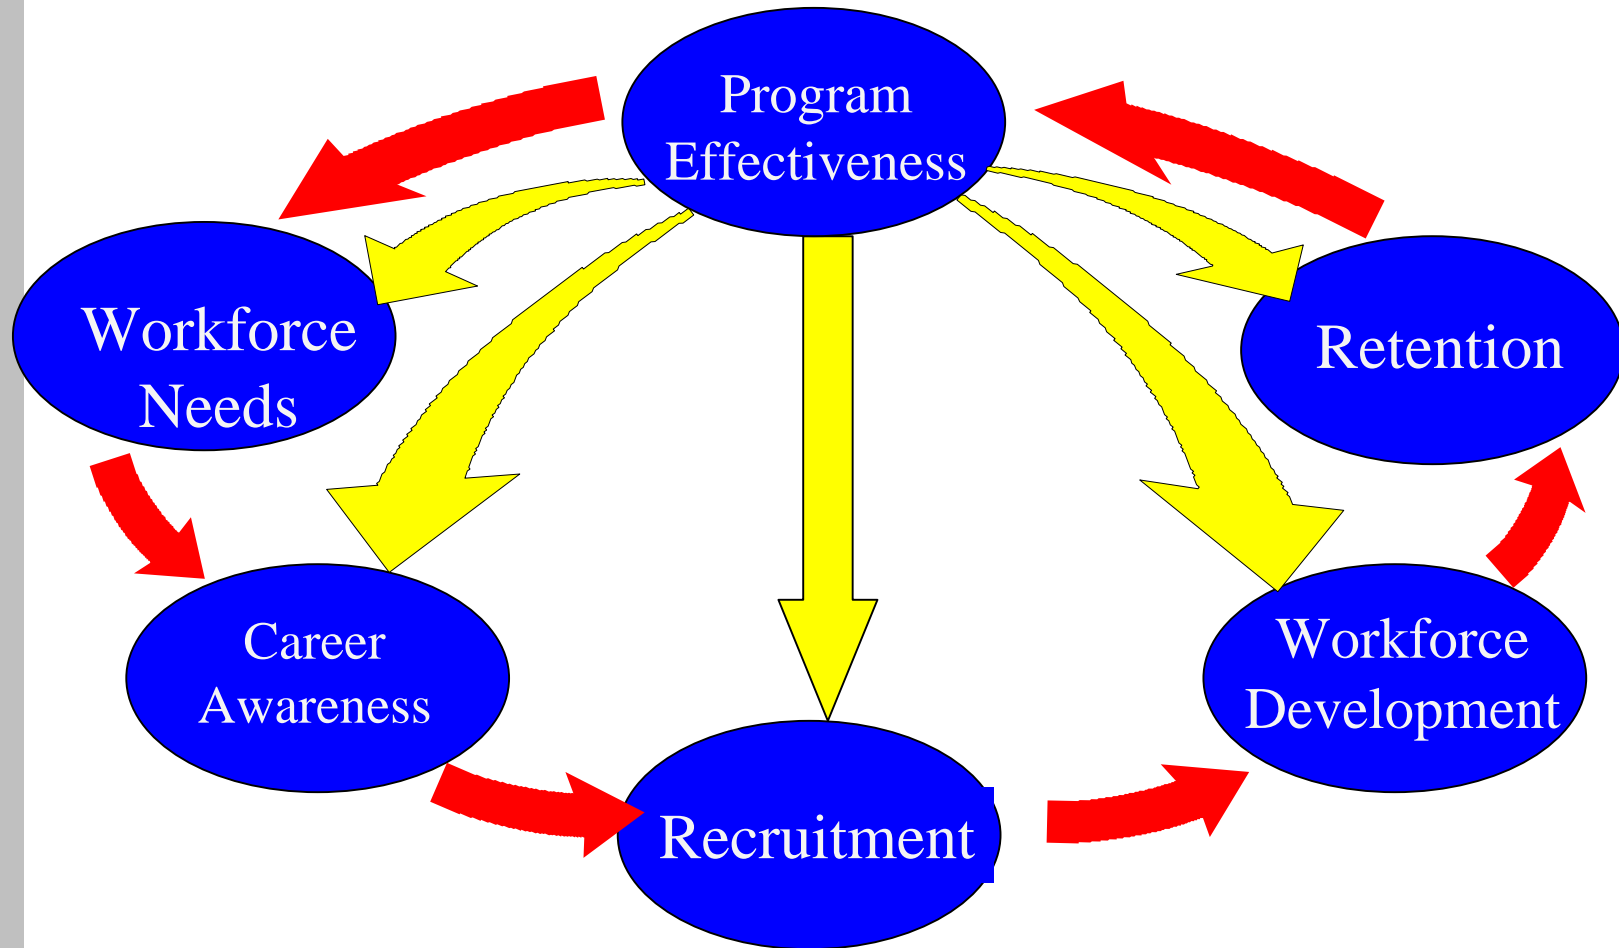 Program
Effectiveness
Workforce
Needs
Retention
Career
Awareness
Workforce
Development
Recruitment